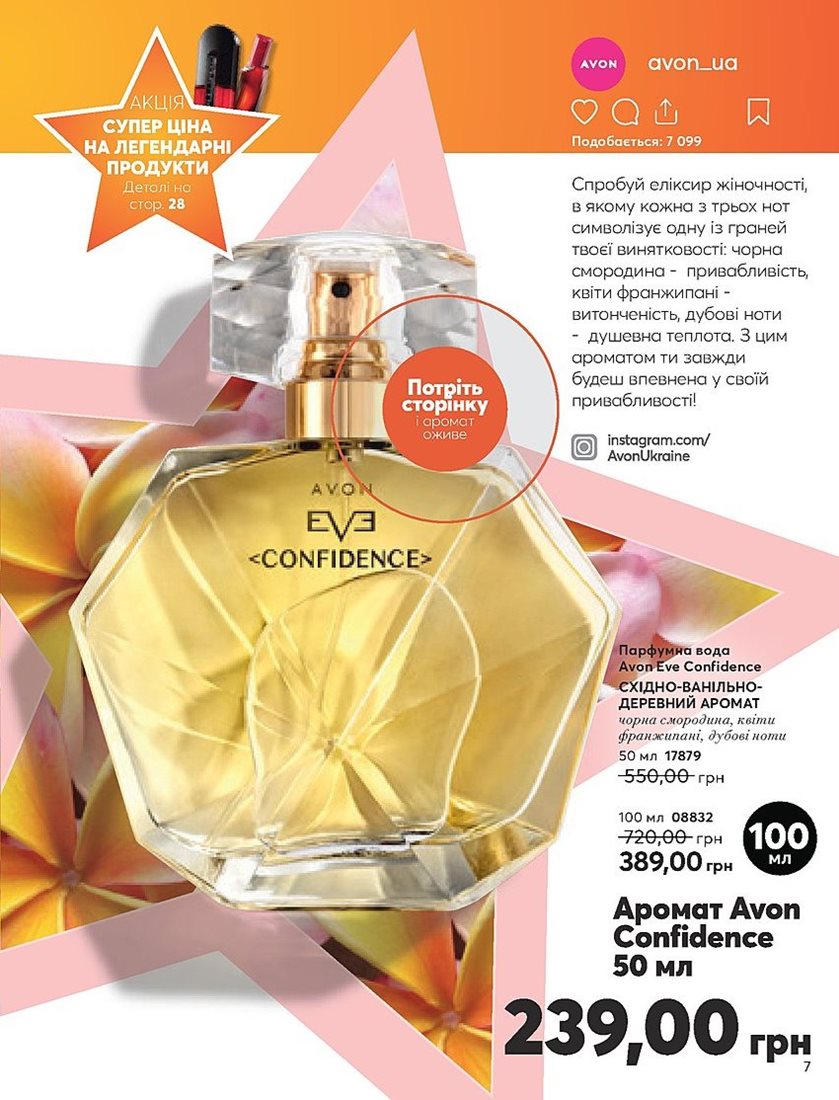 АКЦІЯ
СУПЕР ЦІНА
НА ЛЕГЕНДАРНІ
ПРОДУКТИ
Деталі на
стор. 28
AVON
avon_ua
Подобається: 7 099
Спробуй еліксир жіночності,
в якому кожна з трьох нот
символізує одну із граней
твоєї винятковості: чорна
смородина - привабливість,
квіти франжипані -
витонченість, дубові ноти
- душевна теплота. З цим
ароматом ти завжди
будеш впевнена у своїй
привабливості!
instagram.com/
AvonUkraine
Потріть
сторінку
і аромат
оживе
AVON
EVE
<CONFIDENCE>
Парфумна вода
Avon Eve Confidence
СХІДНО-ВАНІЛЬНО-
ДЕРЕВНИЙ АРОМАТ
чорна смородина, квіти
франжипані, дубові ноти
50 мл 17879
550,00 грн
100 мл 08832
720,00 грн
389,00 грн
100
мл
Аромат Avon
Confidence
50 мл
239,00 грн
7